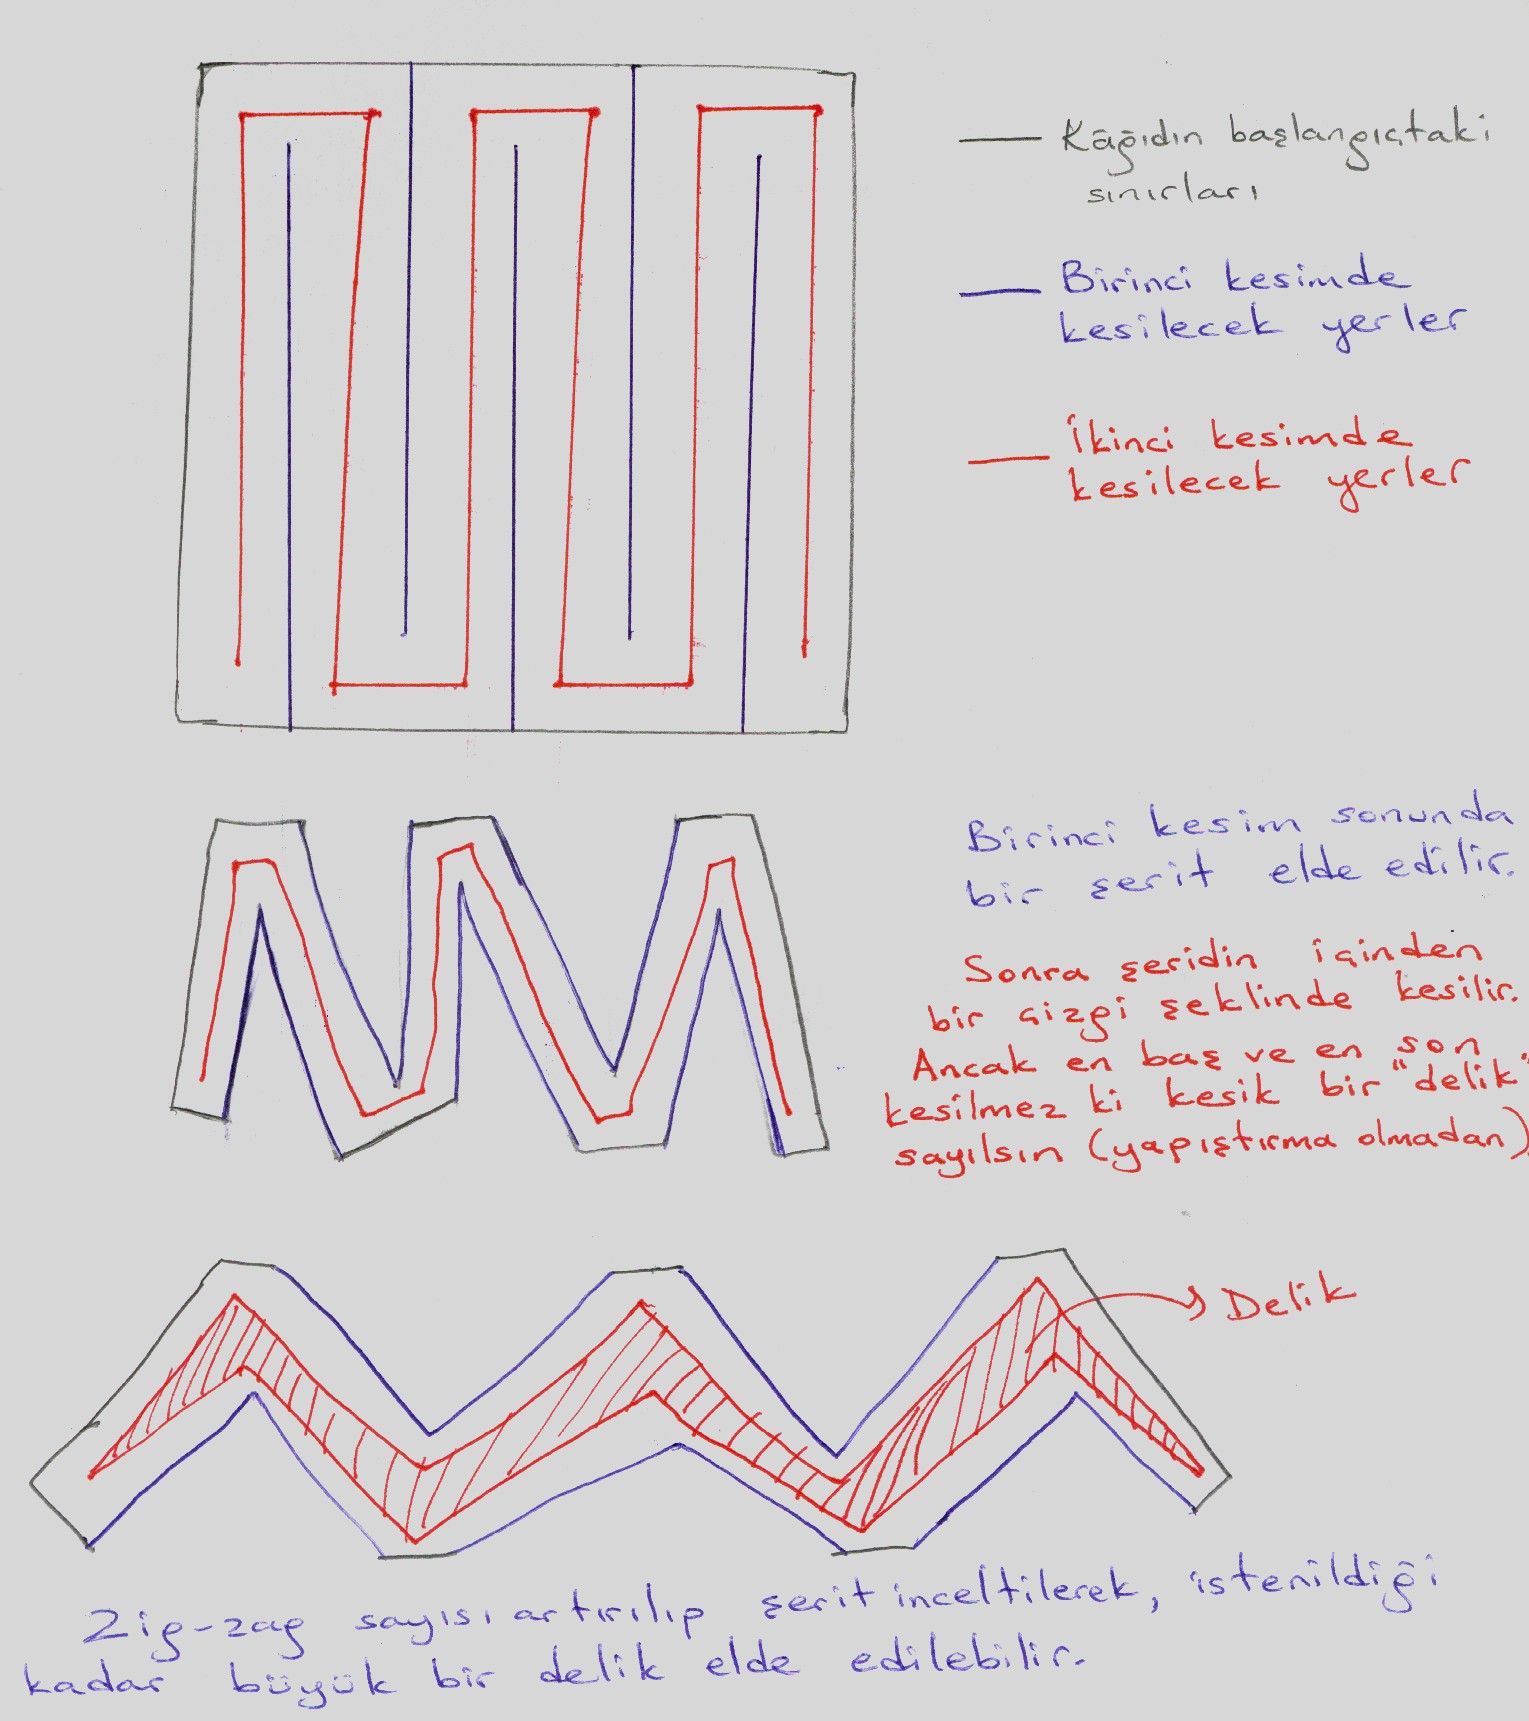 Kâğıdın başlangıçtaki
sınırları
Birinci kesimde
kesilecek yerler
İkinci kesimde
kesilecek yerler
Birinci kesim sonunda
bir şerit elde edilir.
Sonra şeridin içinden
bir çizgi şeklinde kesilir.
Ancak en baş ve en son
kesilmez ki kesik bir "delik"
sayılsın (yapıştırma olmadan)
Delik
Zig-zag sayısı artırılıp şerit inceltilerek, istenildiği
kadar büyük bir delik elde edilebilir.